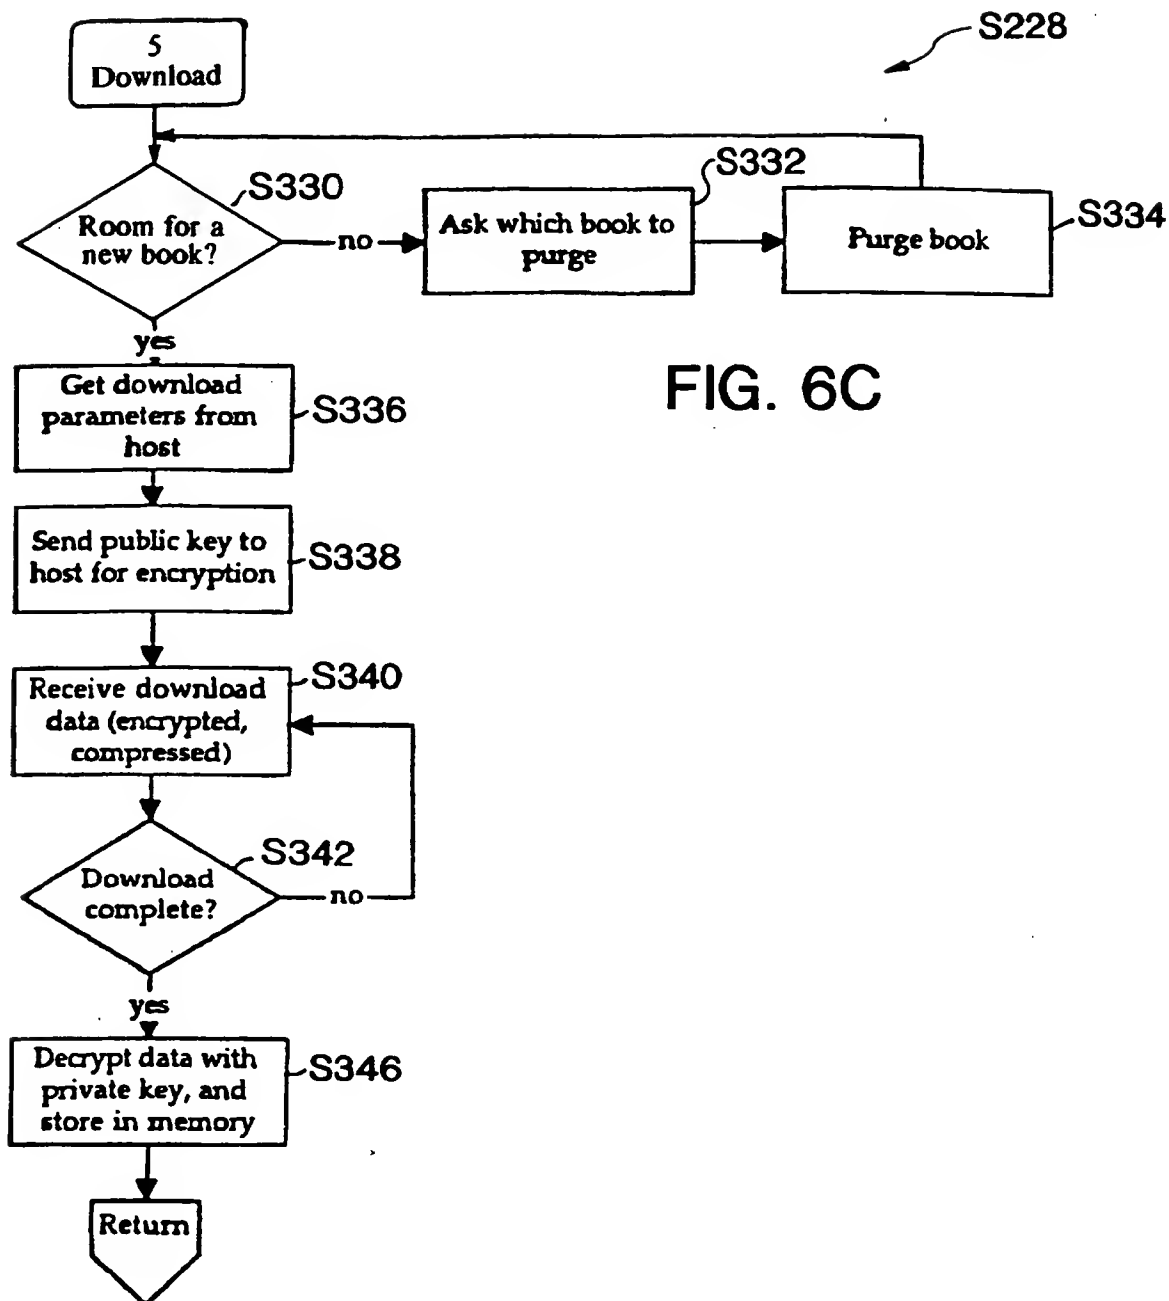 S228
5
Download
S330
Room for a
new book?
no
S332
Ask which book to
purge
S334
Purge book
yes
FIG. 6C
Get download
parameters from
host
S336
Send public key to
host for encryption
S338
S340
Receive download
data (encrypted,
compressed)
S342
Download
complete?
no
yes
Decrypt data with
private key, and
store in memory
S346
Return